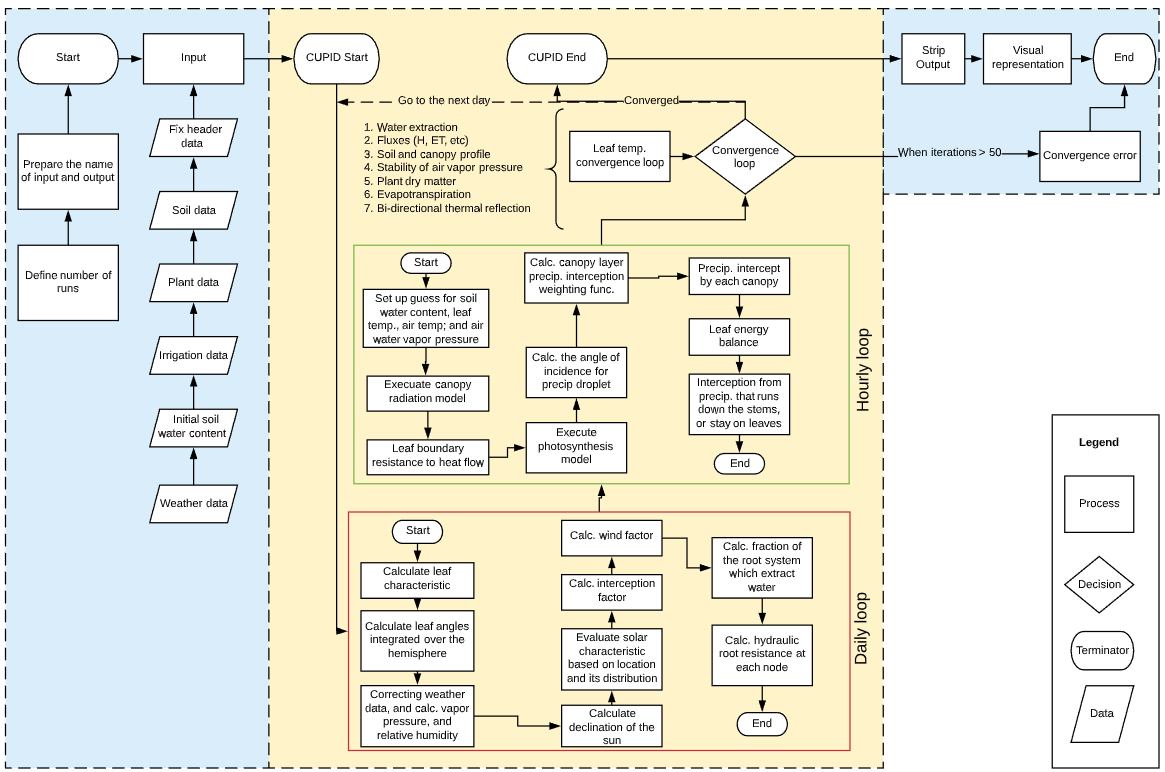 Start
Input
CUPID Start
CUPID End
Strip
Output
Visual
representation
End
Go to the next day
Converged
Fix header
data
Prepare the name
of input and output
Soil data
Define number of
runs
Plant data
Irrigation data
Initial soil
water content
Weather data
1. Water extraction
2. Fluxes (H, ET, etc)
3. Soil and canopy profile
4. Stability of air vapor pressure
5. Plant dry matter
6. Evapotranspiration
7. Bi-directional thermal reflection
Leaf temp.
convergence loop
Convergence
loop
When iterations > 50
Convergence error
Start
Set up guess for soil
water content, leaf
temp., air temp; and air
water vapor pressure
Execuate canopy
radiation model
Leaf boundary
resistance to heat flow
Calc. canopy layer
precip. interception
weighting func.
Calc. the angle of
incidence for
precip droplet
Execute
photosynthesis
model
Precip. intercept
by each canopy
Leaf energy
balance
Interception from
precip. that runs
down the stems,
or stay on leaves
End
Hourly loop
Start
Calculate leaf
characteristic
Calculate leaf angles
integrated over the
hemisphere
Correcting weather
data, and calc. vapor
pressure, and
relative humidity
Calc. wind factor
Calc. interception
factor
Evaluate solar
characteristic
based on location
and its distribution
Calculate
declination of the
sun
Calc. fraction of
the root system
which extract
water
Calc. hydraulic
root resistance at
each node
End
Daily loop
Legend
Process
Decision
Terminator
Data